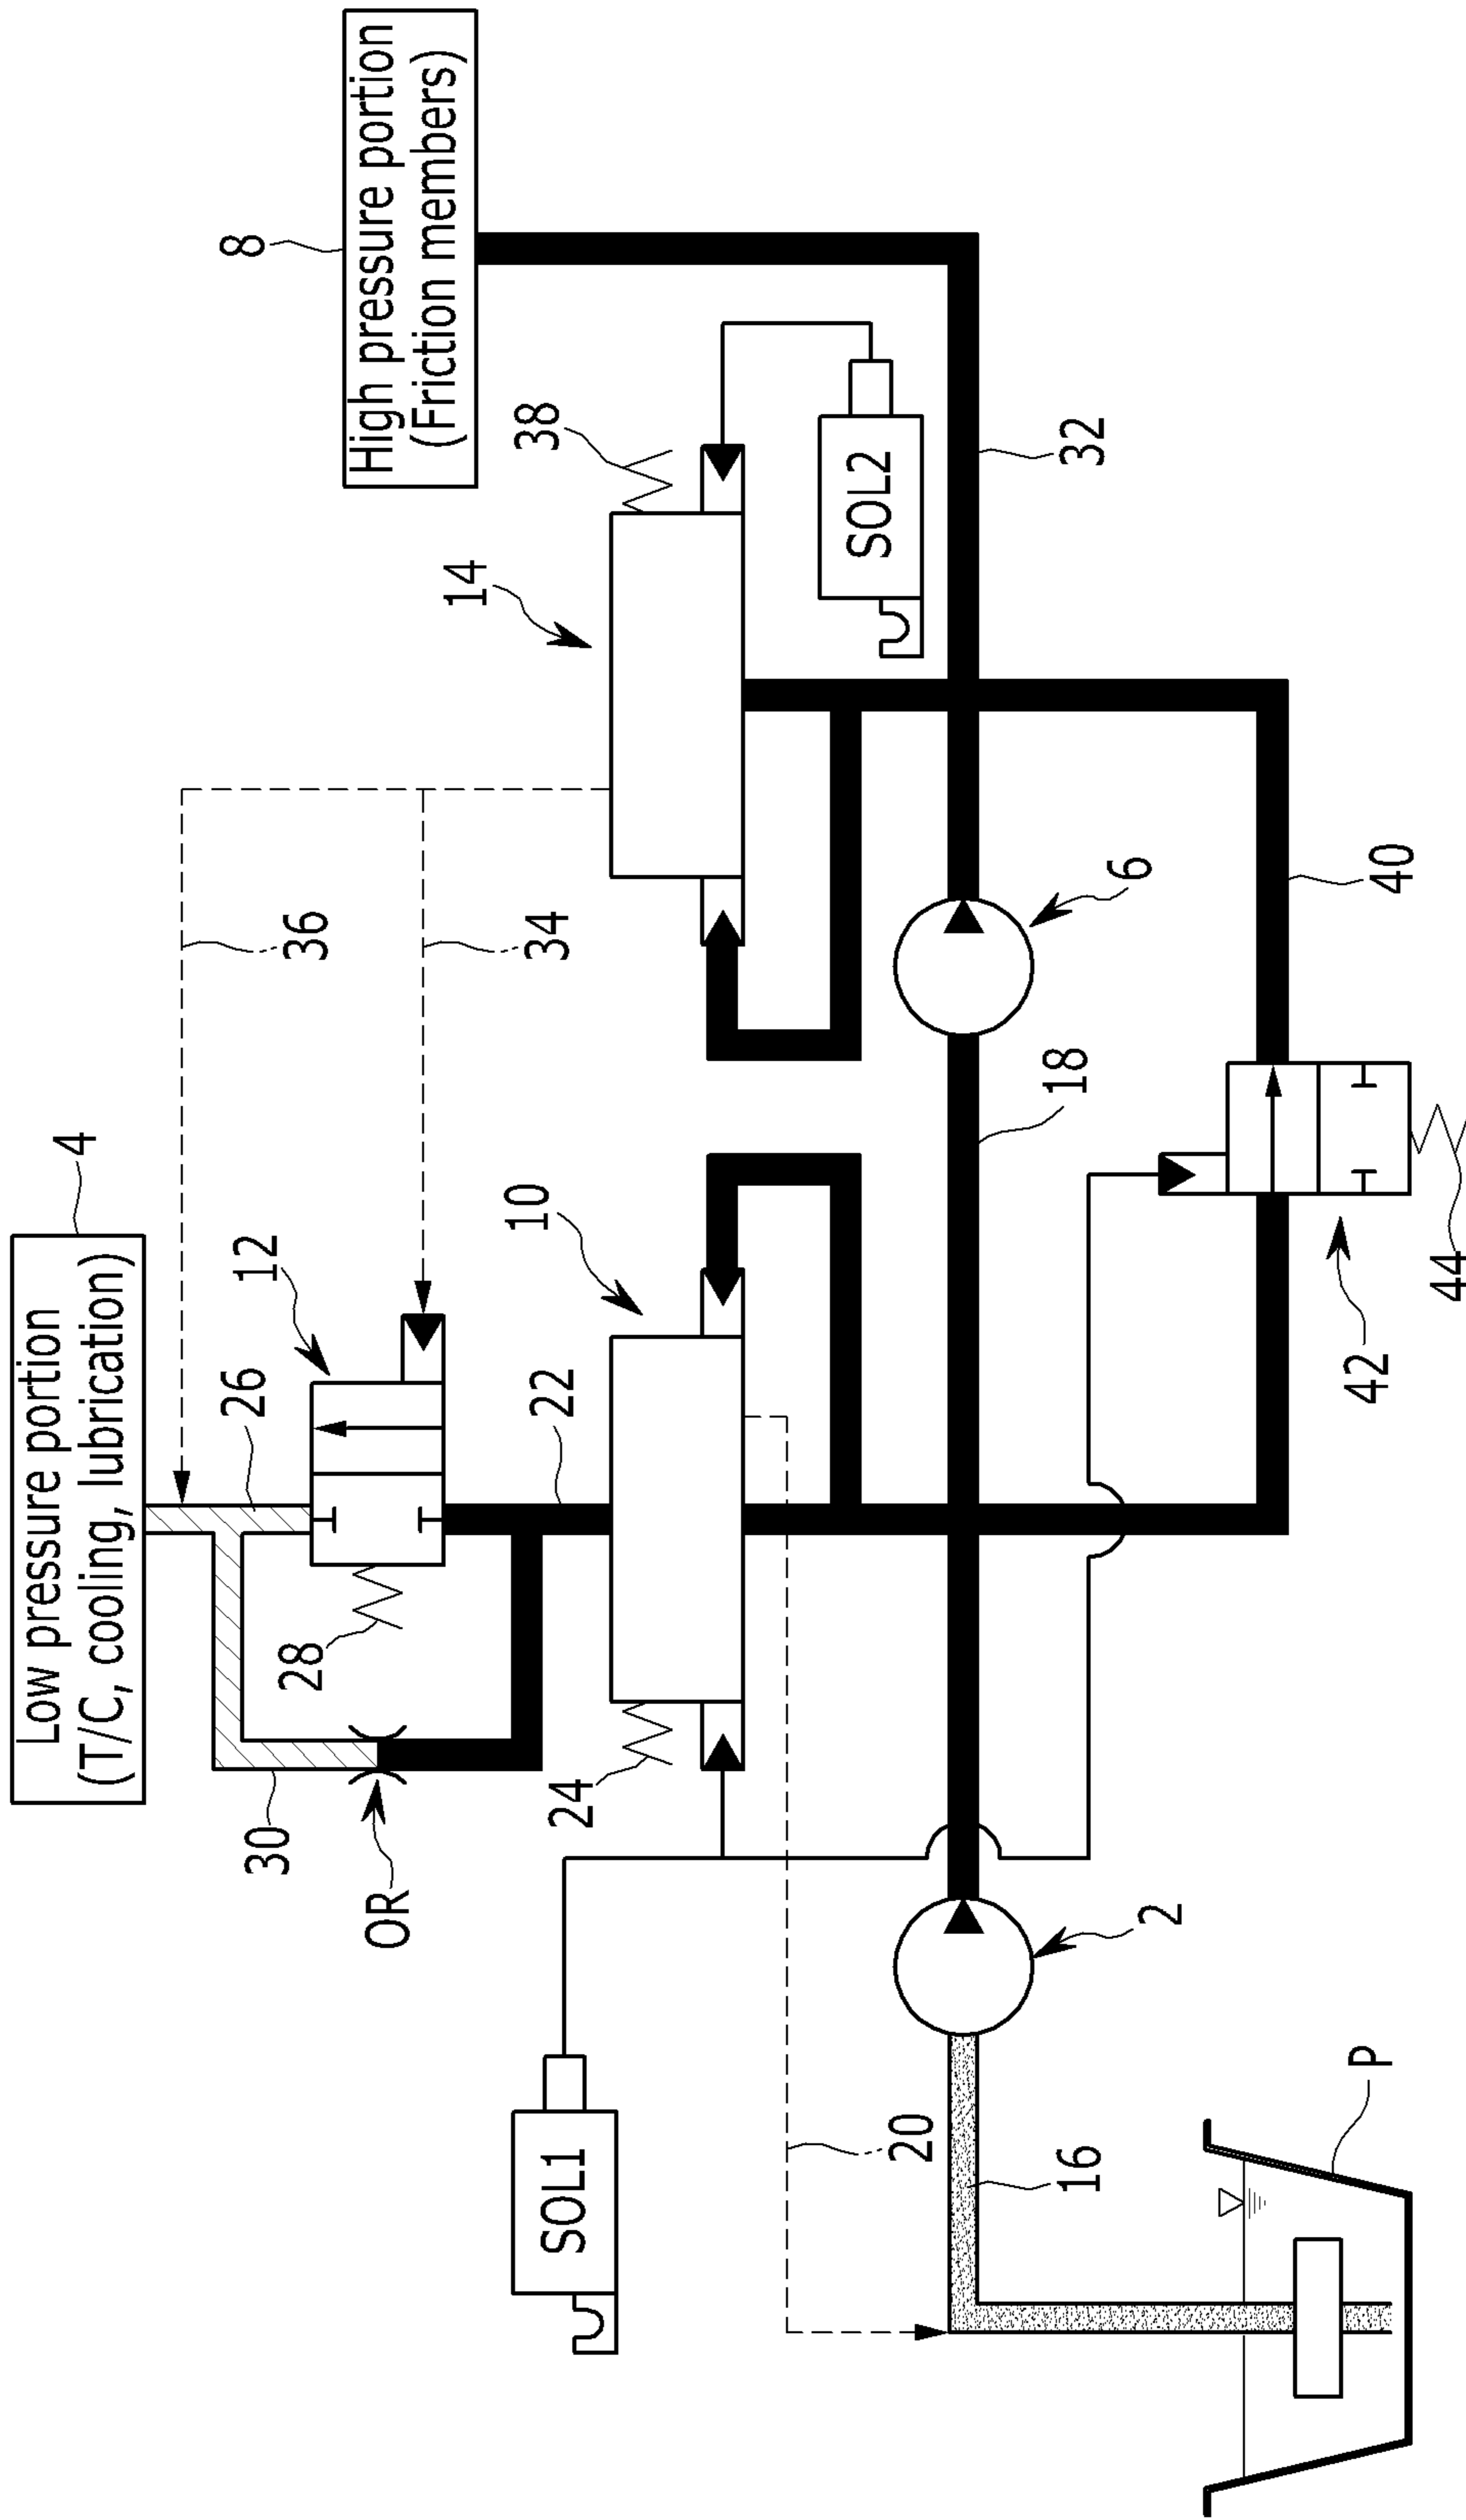 Low pressure portion
(T/C, cooling, lubrication)
4
High pressure portion
(Friction members)
8
36
34
12
26
28
30
OR
22
10
24
14
38
SOL1
SOL2
20
16
2
18
6
32
40
42
44
P